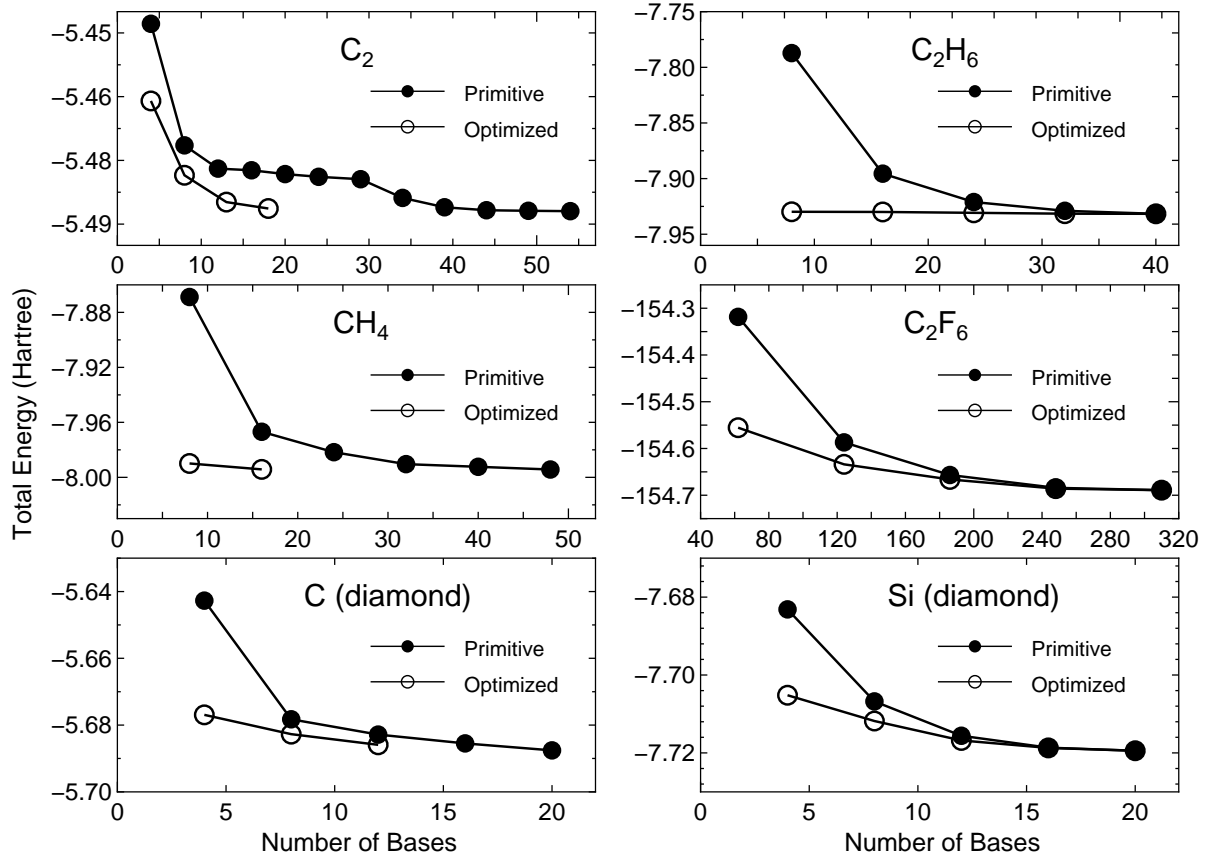 Total Energy (Hartree)
C₂
Primitive
Optimized
−5.45
−5.46
−5.48
−5.49
0 10 20 30 40 50
C₂H₆
Primitive
Optimized
−7.75
−7.80
−7.85
−7.90
−7.95
0 10 20 30 40
CH₄
Primitive
Optimized
−7.88
−7.92
−7.96
−8.00
0 10 20 30 40 50
C₂F₆
Primitive
Optimized
−154.3
−154.4
−154.5
−154.6
−154.7
40 80 120 160 200 240 280 320
C (diamond)
Primitive
Optimized
−5.64
−5.66
−5.68
−5.70
0 5 10 15 20
Number of Bases
Si (diamond)
Primitive
Optimized
−7.68
−7.70
−7.72
0 5 10 15 20
Number of Bases